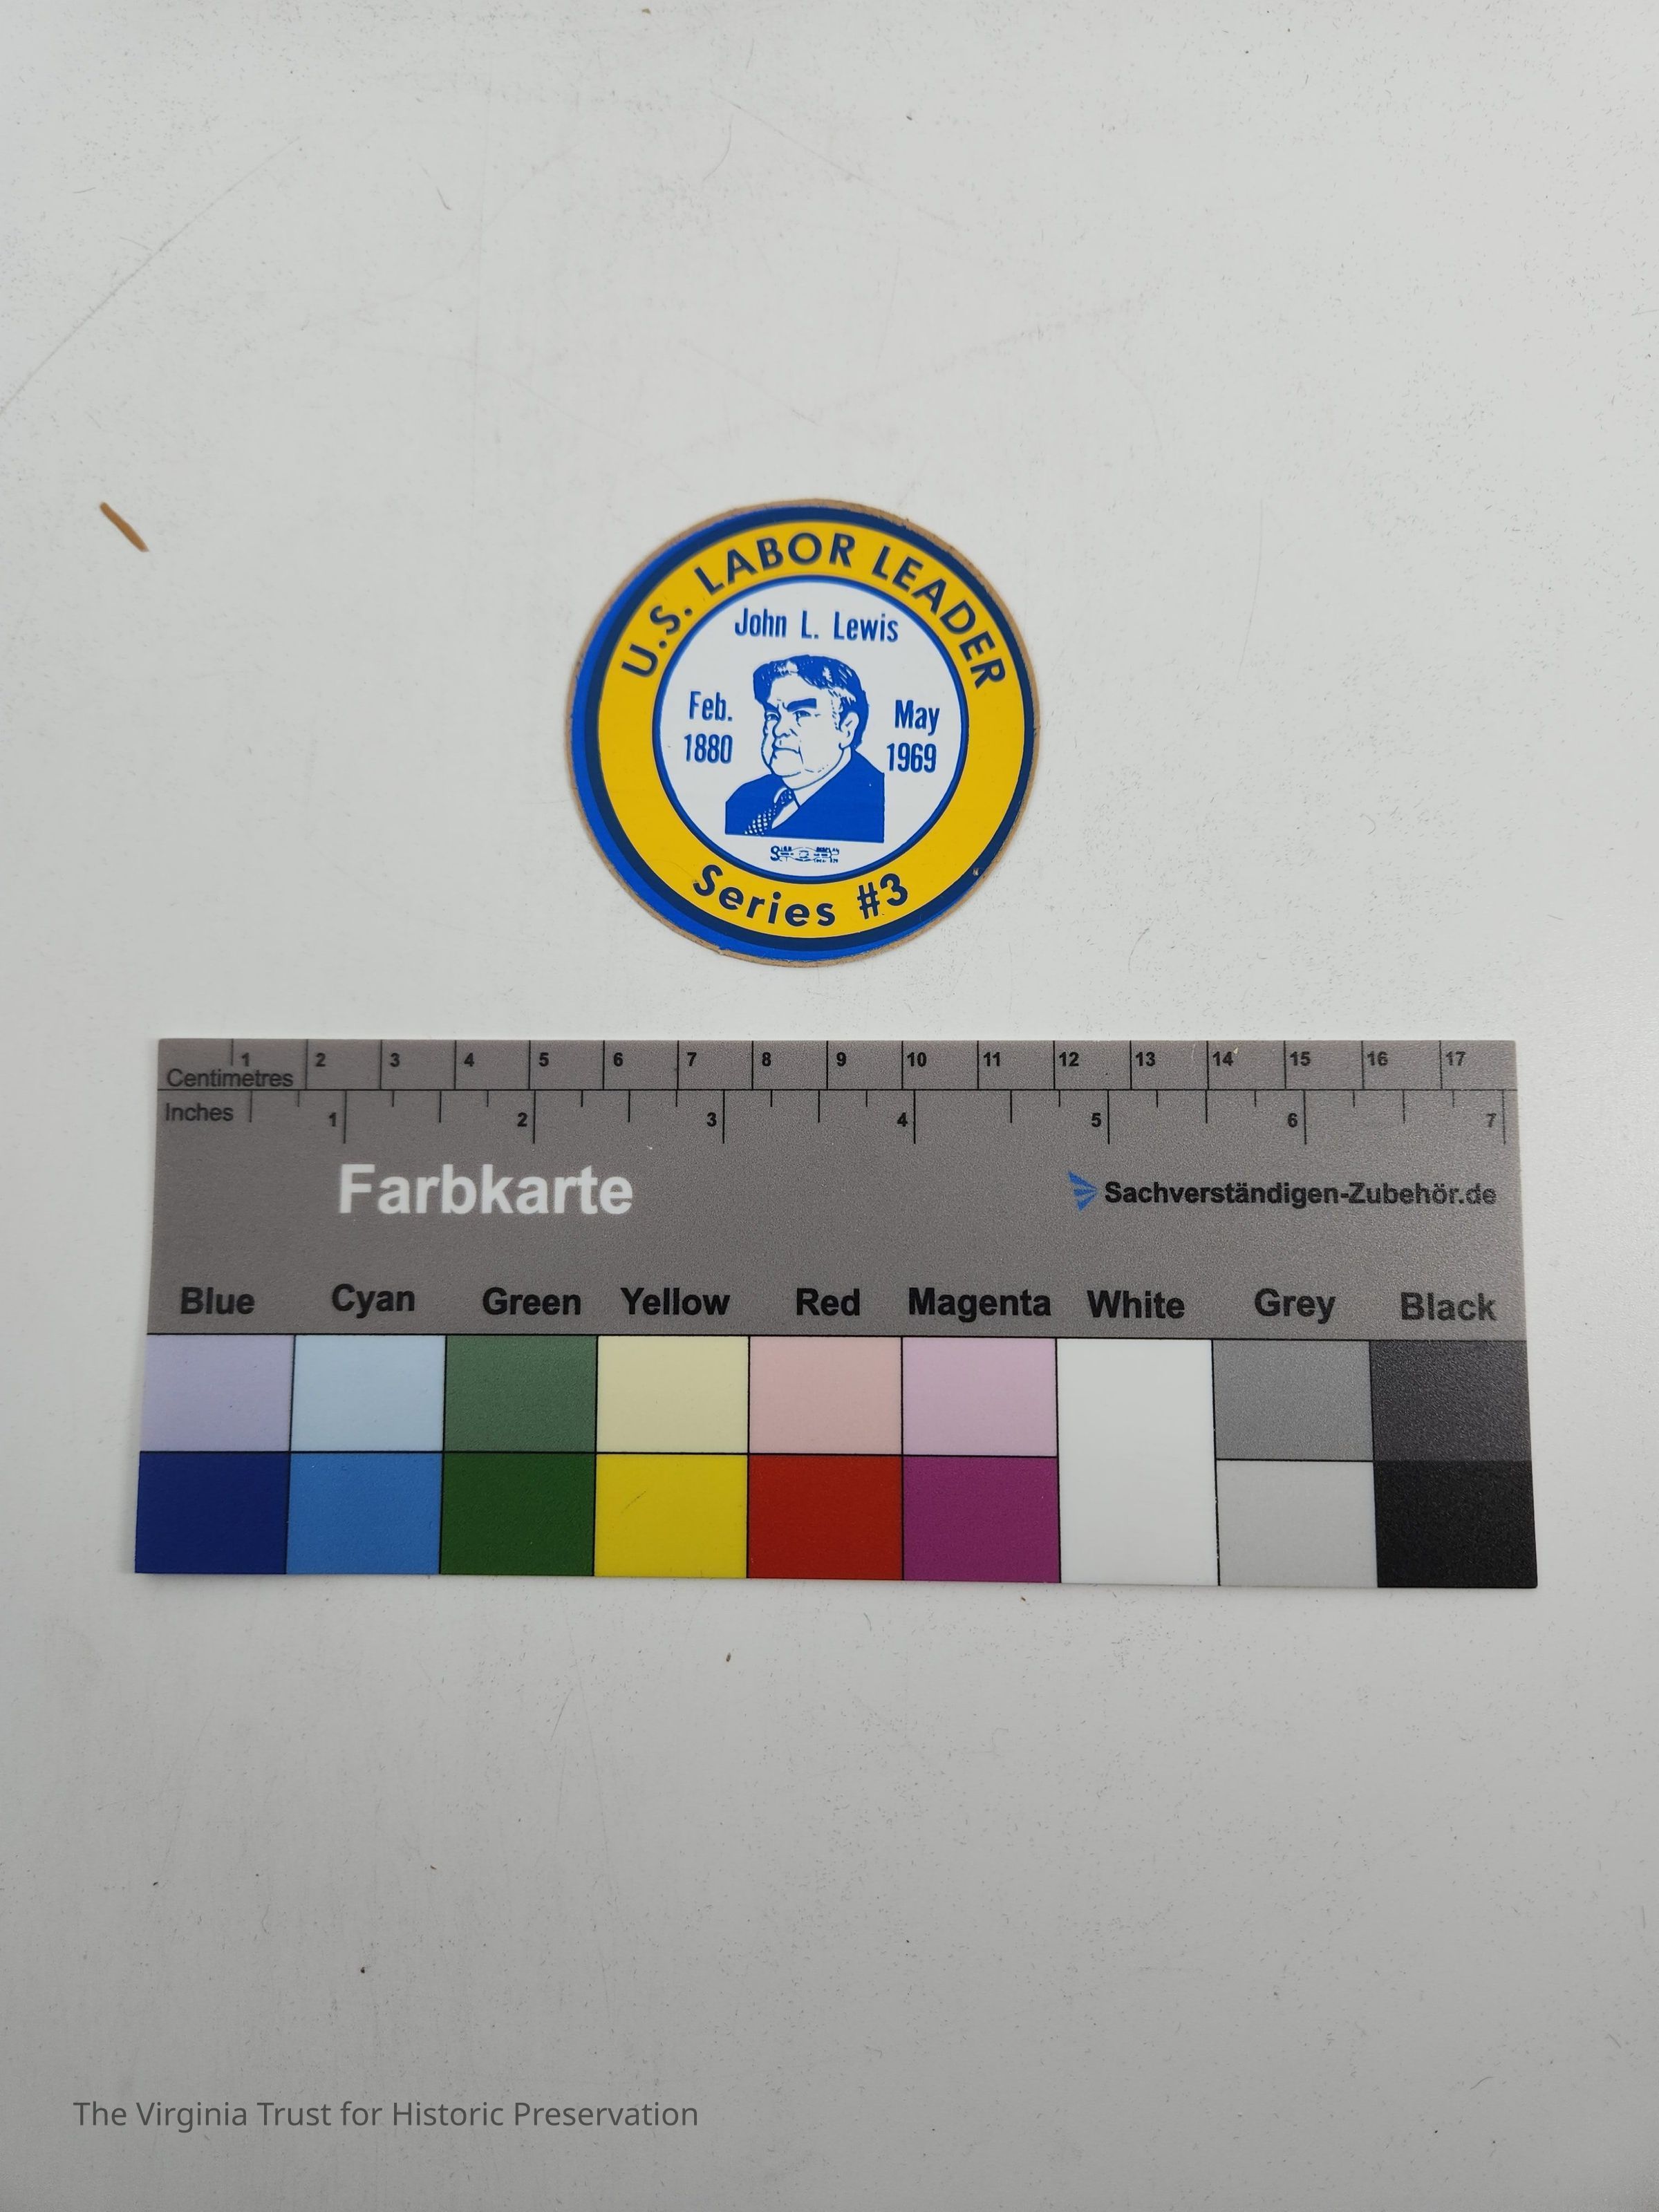 U.S. LABOR LEADER
John L. Lewis
Feb.
1880
May
1969
Series #3
1 2 3 4 5 6 7 8 9 10 11 12 13 14 15 16 17
Centimetres
Inches
1 2 3 4 5 6 7
Farbkarte
Sachverständigen-Zubehör.de
Blue Cyan Green Yellow Red Magenta White Grey Black
The Virginia Trust for Historic Preservation